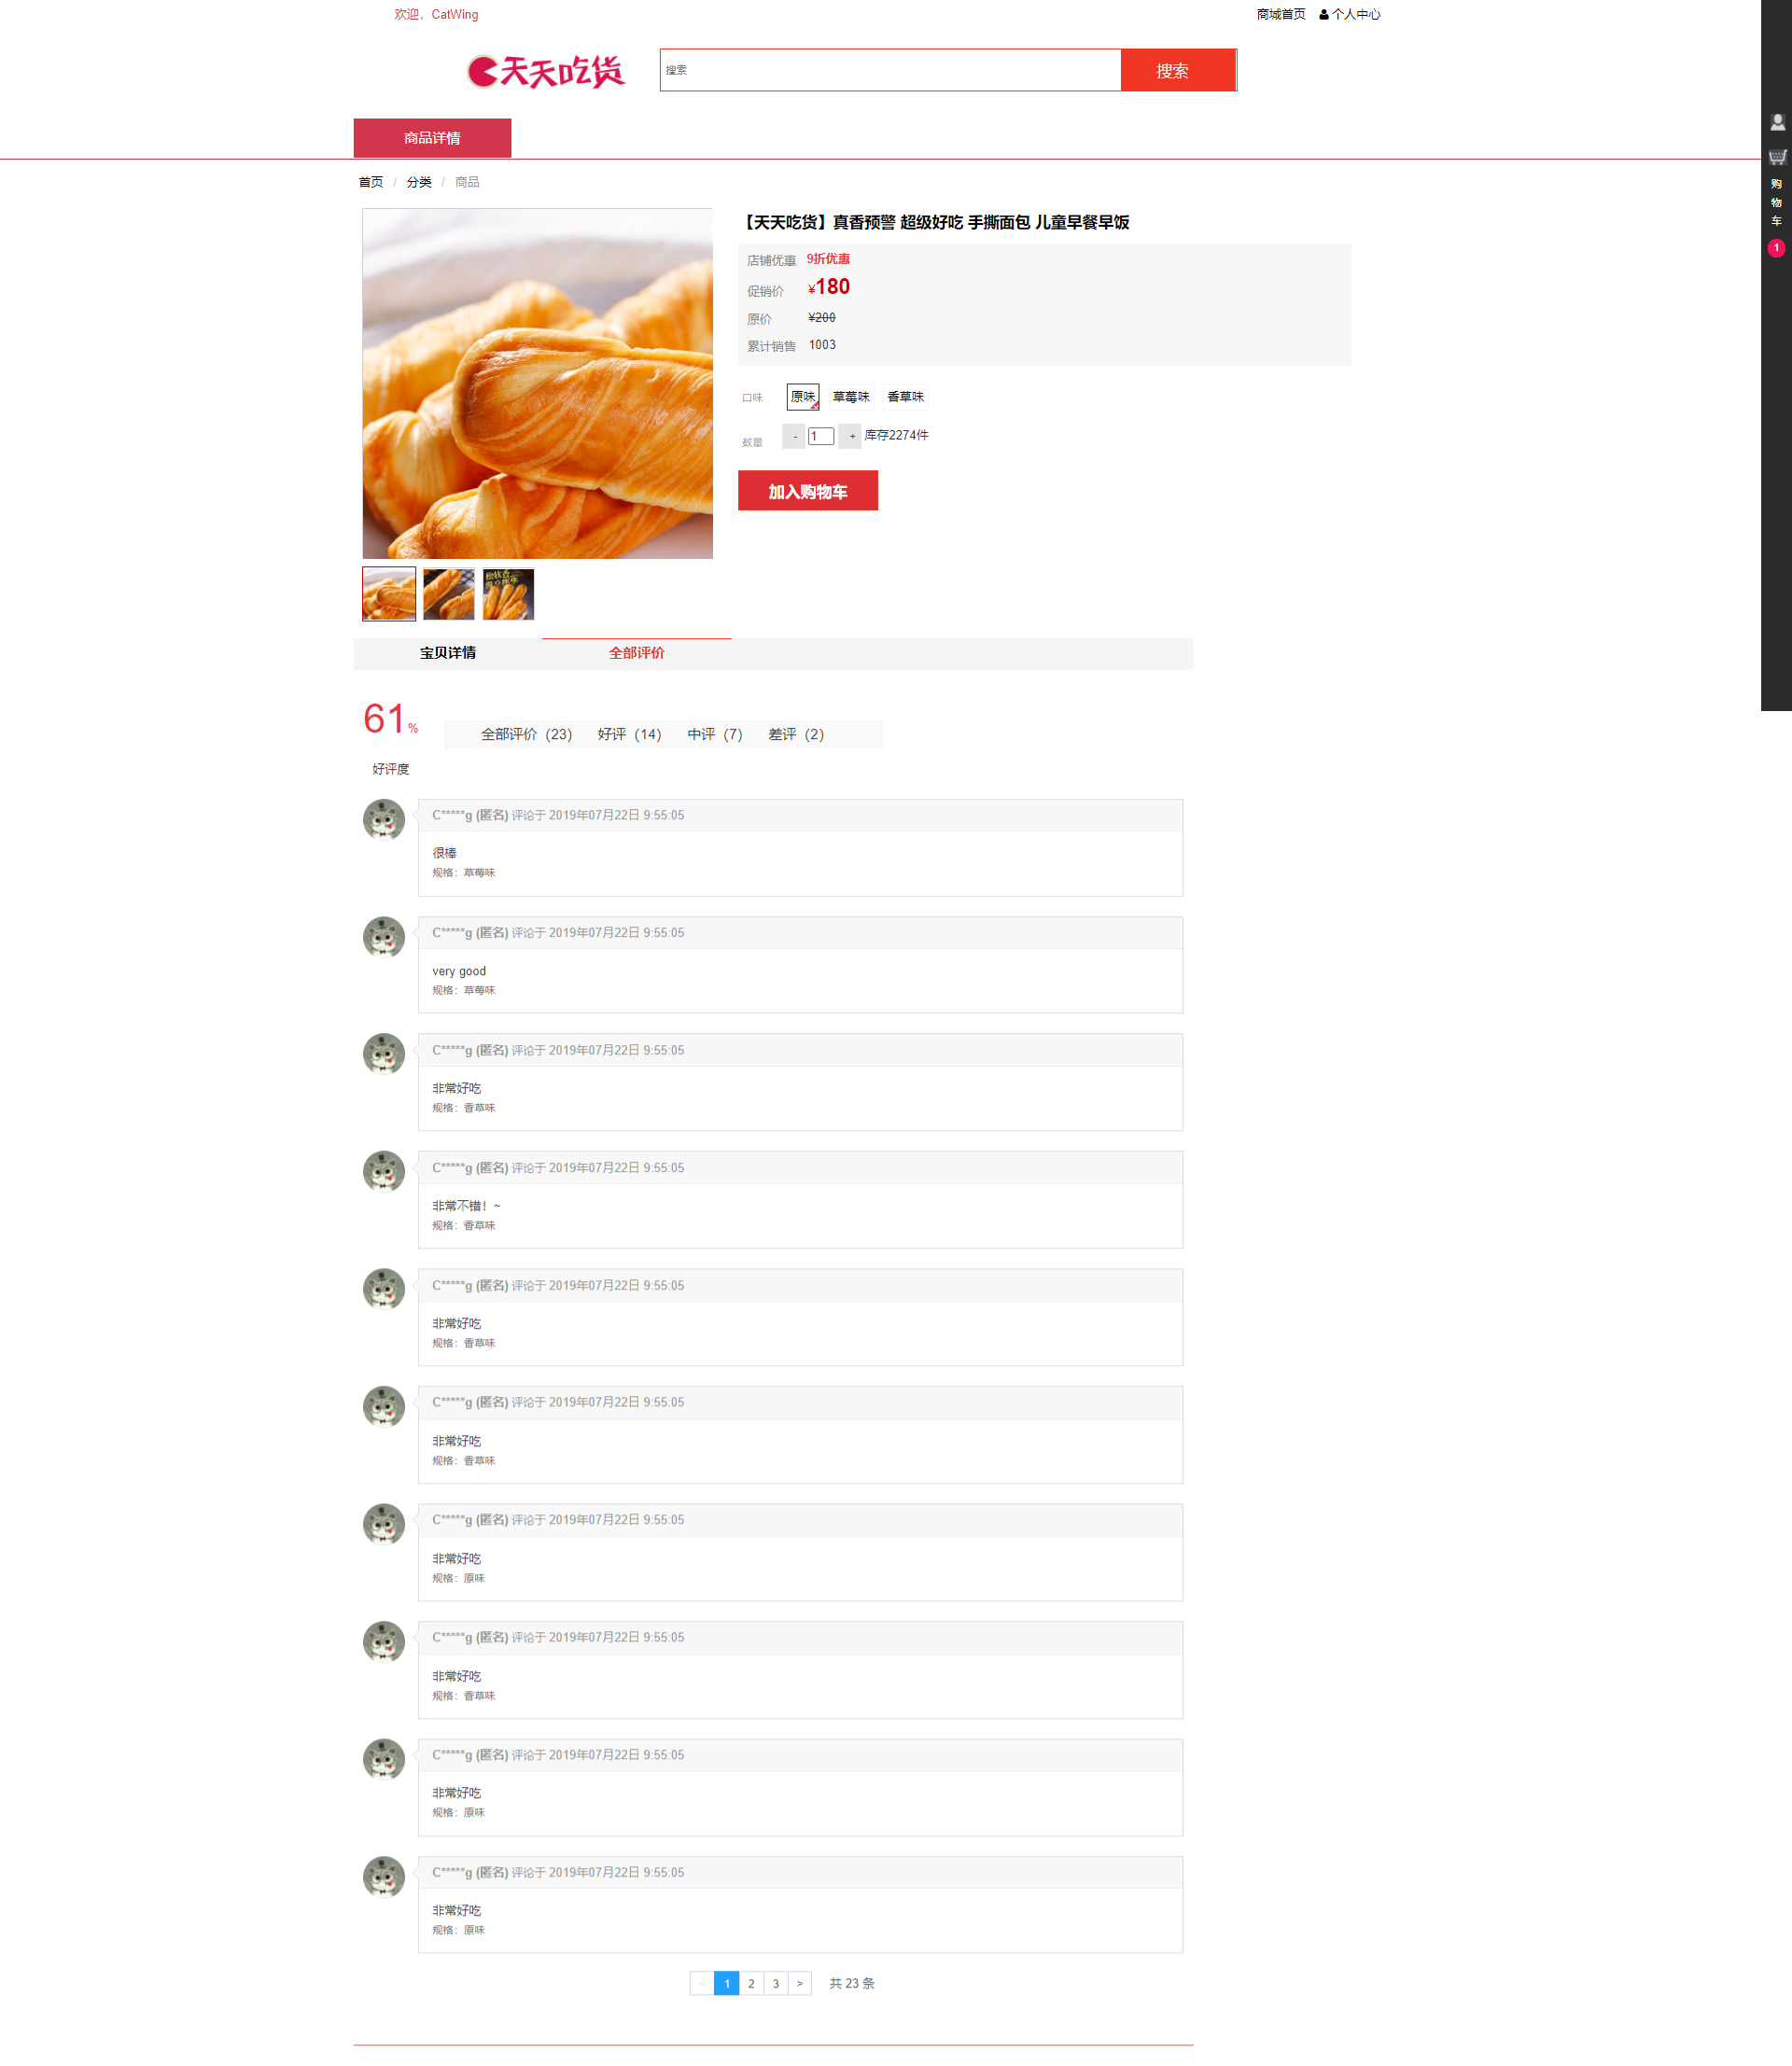 欢迎，CatWing
商城首页 个人中心
天天吃货
搜索 搜索
商品详情
首页 / 分类 / 商品
购
物
车
1
【天天吃货】真香预警 超级好吃 手撕面包 儿童早餐早饭
店铺优惠 9折优惠
促销价 ¥180
原价 ¥200
累计销售 1003
口味 原味 草莓味 香草味
数量 - 1 + 库存2274件
加入购物车
宝贝详情 全部评价
61%
全部评价（23） 好评（14） 中评（7） 差评（2）
好评度
C*****g (匿名) 评论于 2019年07月22日 9:55:05
很棒
规格：草莓味
C*****g (匿名) 评论于 2019年07月22日 9:55:05
very good
规格：草莓味
C*****g (匿名) 评论于 2019年07月22日 9:55:05
非常好吃
规格：香草味
C*****g (匿名) 评论于 2019年07月22日 9:55:05
非常不错！~
规格：香草味
C*****g (匿名) 评论于 2019年07月22日 9:55:05
非常好吃
规格：香草味
C*****g (匿名) 评论于 2019年07月22日 9:55:05
非常好吃
规格：香草味
C*****g (匿名) 评论于 2019年07月22日 9:55:05
非常好吃
规格：原味
C*****g (匿名) 评论于 2019年07月22日 9:55:05
非常好吃
规格：香草味
C*****g (匿名) 评论于 2019年07月22日 9:55:05
非常好吃
规格：原味
C*****g (匿名) 评论于 2019年07月22日 9:55:05
非常好吃
规格：原味
< 1 2 3 > 共 23 条